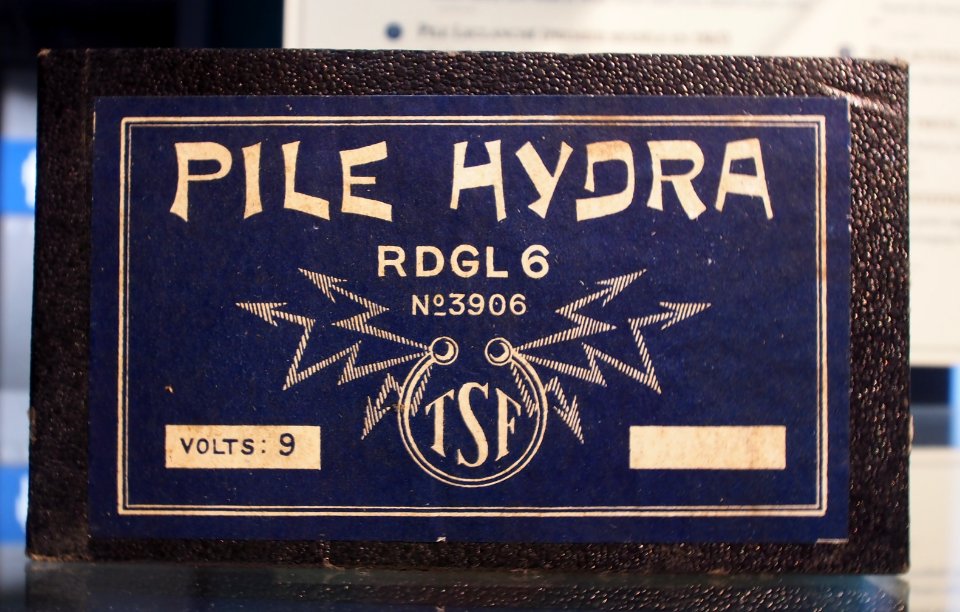 PILE HYDRA
RDGL 6
Nº3906
TSF
VOLTS: 9